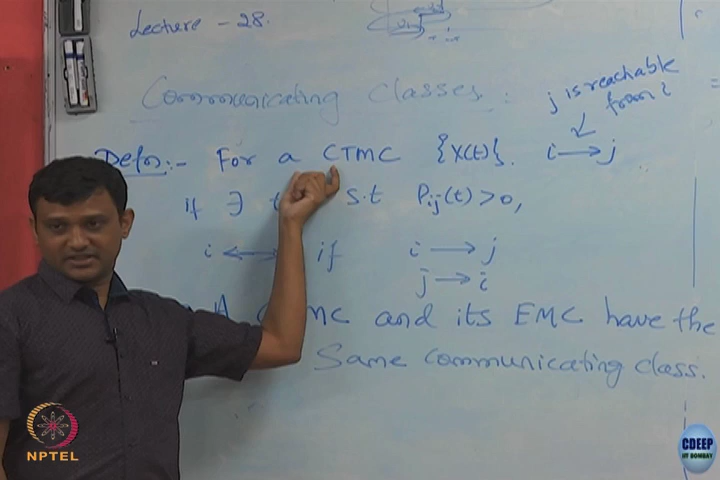 Lecture - 28.
Communicating Classes :
j is reachable
from i
Defn:- For a CTMC {X(t)}. i → j
if ∃ t s.t Pij(t) > 0,
i ↔ if i → j
j → i
A MC and its EMC have the
Same communicating class.
NPTEL
CDEEP
IIT BOMBAY